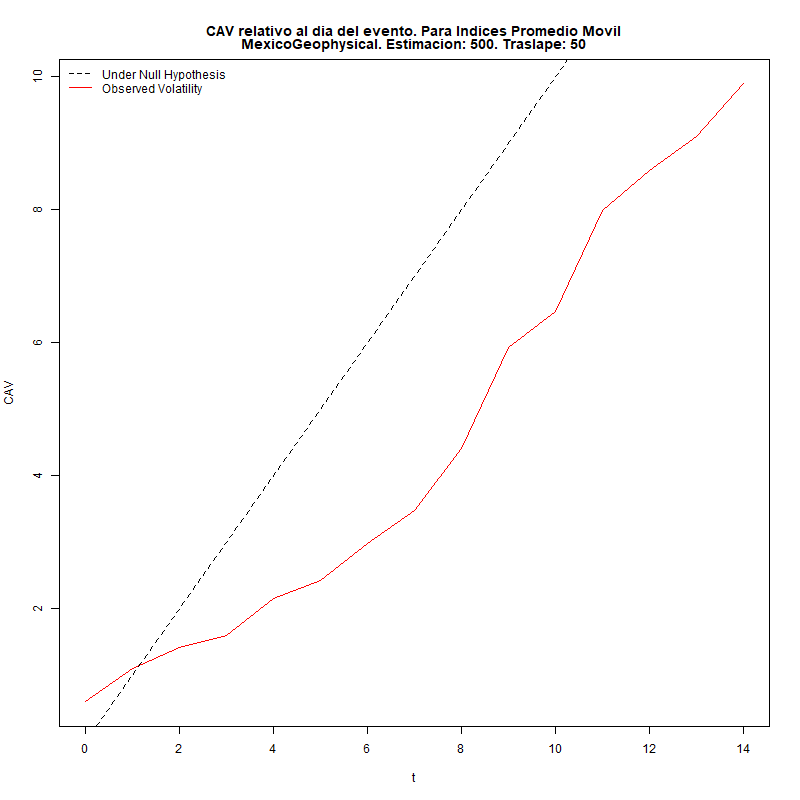 CAV relativo al dia del evento. Para Indices Promedio Movil
MexicoGeophysical. Estimacion: 500. Traslape: 50
Under Null Hypothesis
Observed Volatility
10
8
6
4
2
CAV
0 2 4 6 8 10 12 14
t